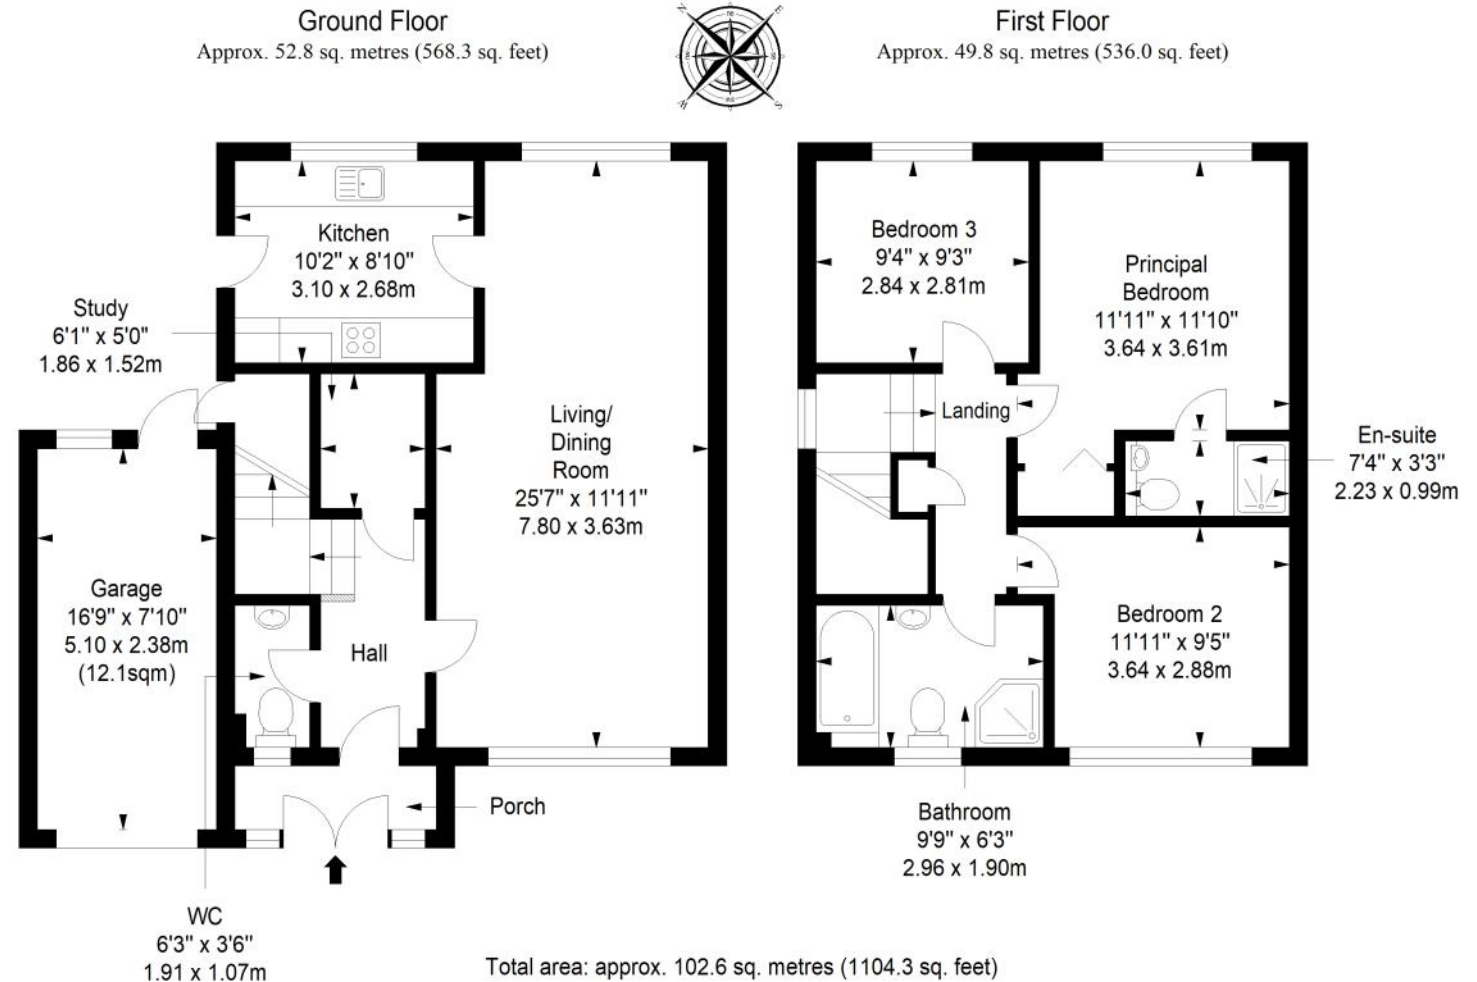 Ground Floor
Approx. 52.8 sq. metres (568.3 sq. feet)
N
E
W
S
First Floor
Approx. 49.8 sq. metres (536.0 sq. feet)
Kitchen
10'2" x 8'10"
3.10 x 2.68m
Study
6'1" x 5'0"
1.86 x 1.52m
Living/
Dining
Room
25'7" x 11'11"
7.80 x 3.63m
Garage
16'9" x 7'10"
5.10 x 2.38m
(12.1sqm)
Hall
Porch
WC
6'3" x 3'6"
1.91 x 1.07m
Bedroom 3
9'4" x 9'3"
2.84 x 2.81m
Principal
Bedroom
11'11" x 11'10"
3.64 x 3.61m
Landing
En-suite
7'4" x 3'3"
2.23 x 0.99m
Bedroom 2
11'11" x 9'5"
3.64 x 2.88m
Bathroom
9'9" x 6'3"
2.96 x 1.90m
Total area: approx. 102.6 sq. metres (1104.3 sq. feet)